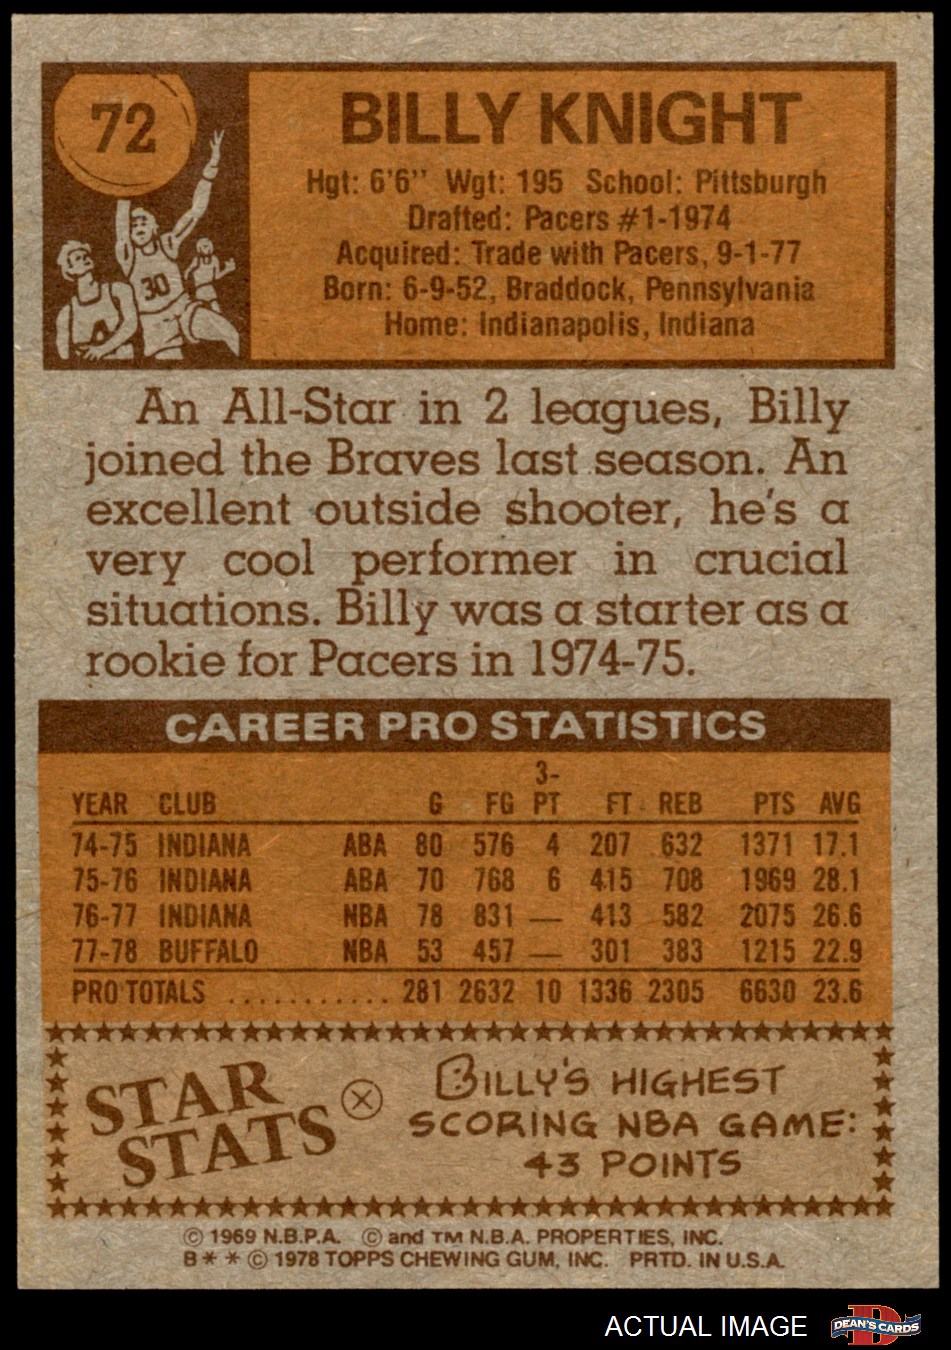 72
BILLY KNIGHT
Hgt: 6'6" Wgt: 195 School: Pittsburgh
Drafted: Pacers #1-1974
Acquired: Trade with Pacers, 9-1-77
Born: 6-9-52, Braddock, Pennsylvania
Home: Indianapolis, Indiana
30
An All-Star in 2 leagues, Billy
joined the Braves last season. An
excellent outside shooter, he's a
very cool performer in crucial
situations. Billy was a starter as a
rookie for Pacers in 1974-75.
CAREER PRO STATISTICS
YEAR CLUB G FG 3-PT FT REB PTS AVG
74-75 INDIANA ABA 80 576 4 207 632 1371 17.1
75-76 INDIANA ABA 70 768 6 415 708 1969 28.1
76-77 INDIANA NBA 78 831 — 413 582 2075 26.6
77-78 BUFFALO NBA 53 457 — 301 383 1215 22.9
PRO TOTALS ........... 281 2632 10 1336 2305 6630 23.6
STAR
STATS
BILLY'S HIGHEST
SCORING NBA GAME:
43 POINTS
© 1969 N.B.P.A. © and TM N.B.A. PROPERTIES, INC.
B * * © 1978 TOPPS CHEWING GUM, INC. PRTD. IN U.S.A.
ACTUAL IMAGE
D
DEAN'S CARDS